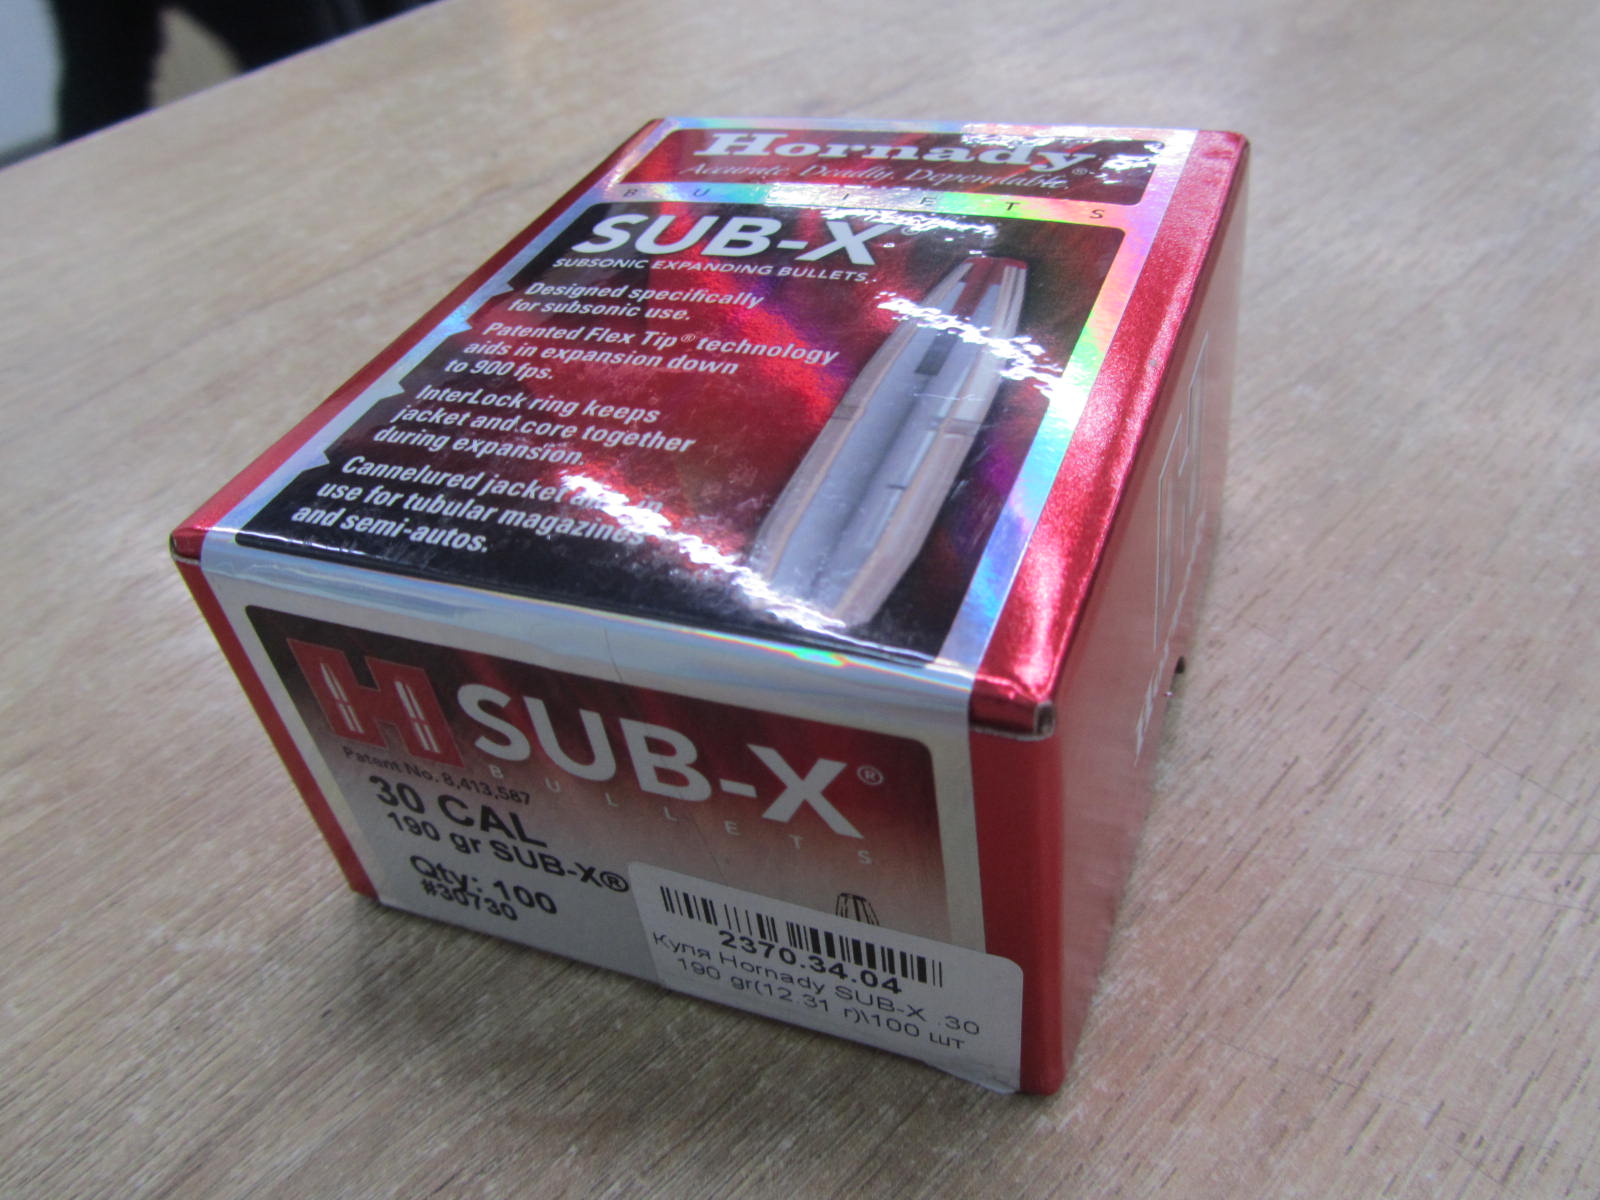 Hornady®
Accurate. Deadly. Dependable.
BULLETS
SUB-X
SUBSONIC EXPANDING BULLETS
Designed specifically
for subsonic use.
Patented Flex Tip® technology
aids in expansion down
to 900 fps.
InterLock ring keeps
jacket and core together
during expansion.
Cannelured jacket in
use for tubular magazines
and semi-autos.
H SUB-X®
BULLETS
Patent No. 8,413,587
30 CAL
190 gr SUB-X®
Qty: 100
#30730
2370.34.04
Куля Hornady SUB-X .30
190 gr(12.31 г)\100 шт